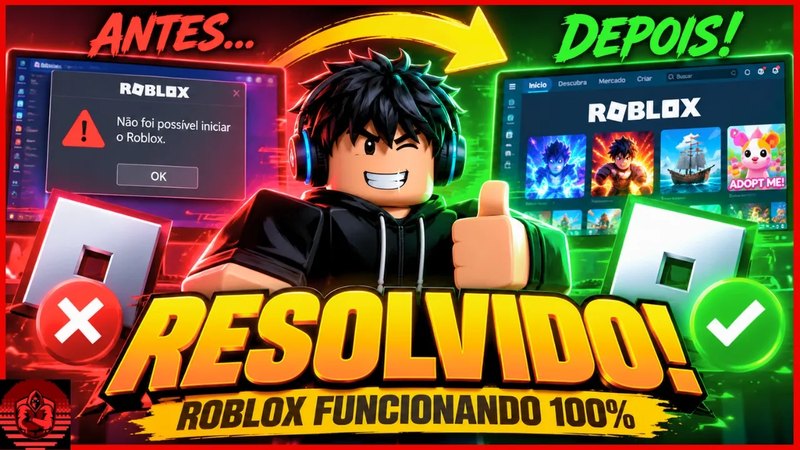 ANTES...
DEPOIS!
ROBLOX
Não foi possível iniciar
o Roblox.
OK
Início Descubra Mercado Criar Buscar
ROBLOX
ADOPT ME!
RESOLVIDO!
ROBLOX FUNCIONANDO 100%